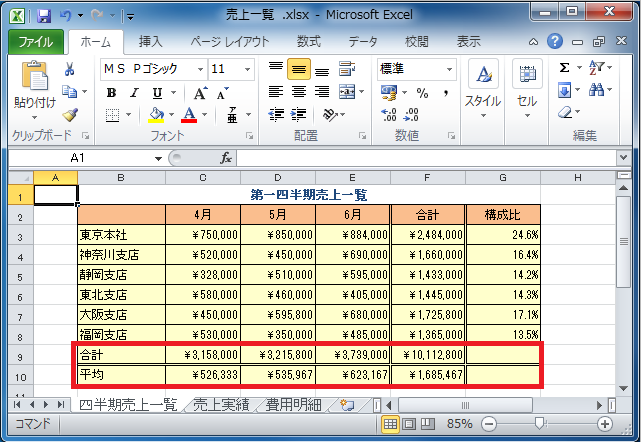 売上一覧 .xlsx - Microsoft Excel
ファイル ホーム 挿入 ページ レイアウト 数式 データ 校閲 表示
ＭＳ Ｐゴシック 11 標準 Σ
貼り付け B I U A A % , スタイル セル
クリップボード フォント 配置 数値 編集
A1 fx
A B C D E F G H
1 第一四半期売上一覧
2 4月 5月 6月 合計 構成比
3 東京本社 ¥750,000 ¥850,000 ¥884,000 ¥2,484,000 24.6%
4 神奈川支店 ¥520,000 ¥450,000 ¥690,000 ¥1,660,000 16.4%
5 静岡支店 ¥328,000 ¥510,000 ¥595,000 ¥1,433,000 14.2%
6 東北支店 ¥580,000 ¥460,000 ¥405,000 ¥1,445,000 14.3%
7 大阪支店 ¥450,000 ¥595,800 ¥680,000 ¥1,725,800 17.1%
8 福岡支店 ¥530,000 ¥350,000 ¥485,000 ¥1,365,000 13.5%
9 合計 ¥3,158,000 ¥3,215,800 ¥3,739,000 ¥10,112,800
10 平均 ¥526,333 ¥535,967 ¥623,167 ¥1,685,467
四半期売上一覧 売上実績 費用明細
コマンド 85%